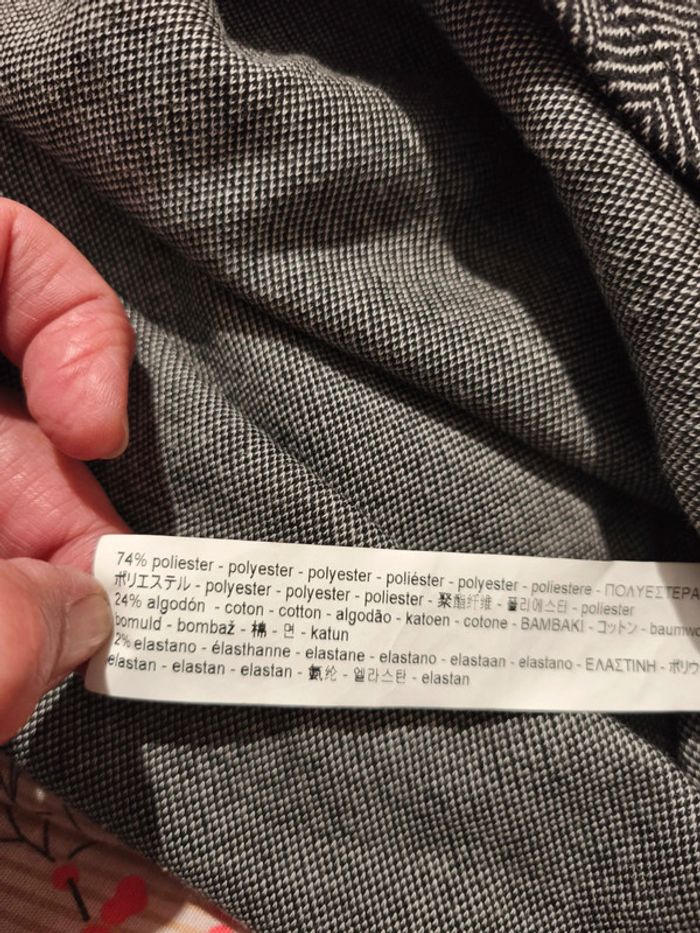 74% poliester - polyester - polyester - poliéster - polyester - poliestere - ΠΟΛΥΕΣΤΕΡΑ
ポリエステル - polyester - polyester - poliester - 聚酯纤维 - 폴리에스타 - poliester
24% algodón - coton - cotton - algodão - katoen - cotone - ΒΑΜΒΑΚΙ - コットン - baumwo
bomuld - bombaž - 棉 - 면 - katun
2% elastano - élasthanne - elastane - elastano - elastaan - elastano - ΕΛΑΣΤΙΝΗ - ポリウ
elastan - elastan - elastan - 氨纶 - 엘라스탄 - elastan